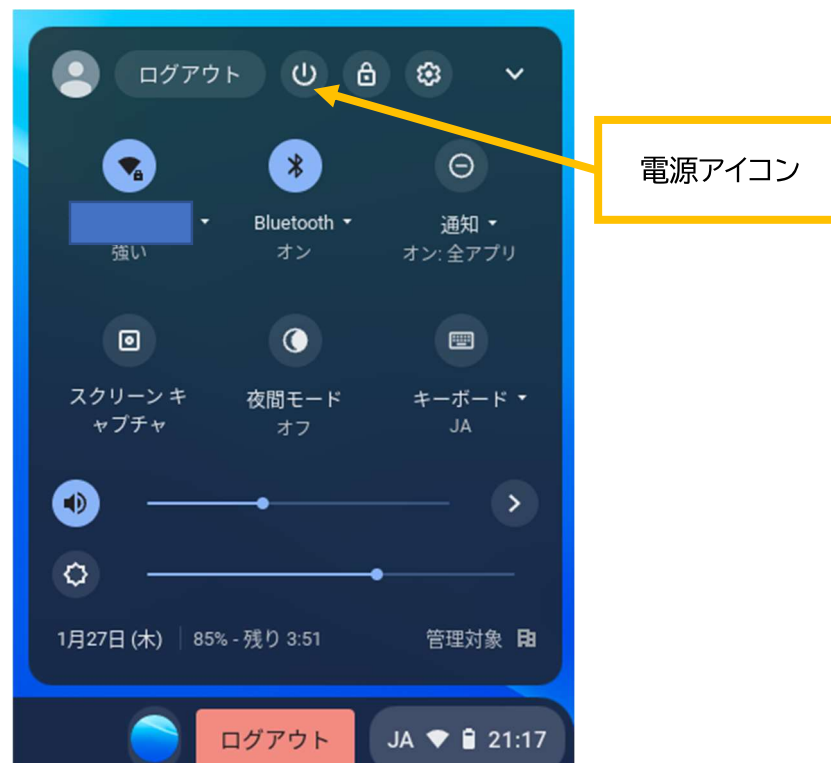 ログアウト
電源アイコン
Bluetooth
通知
強い
オン
オン: 全アプリ
スクリーン キ
ャプチャ
夜間モード
オフ
キーボード
JA
1月27日 (木)
85% - 残り 3:51
管理対象
ログアウト
JA
21:17